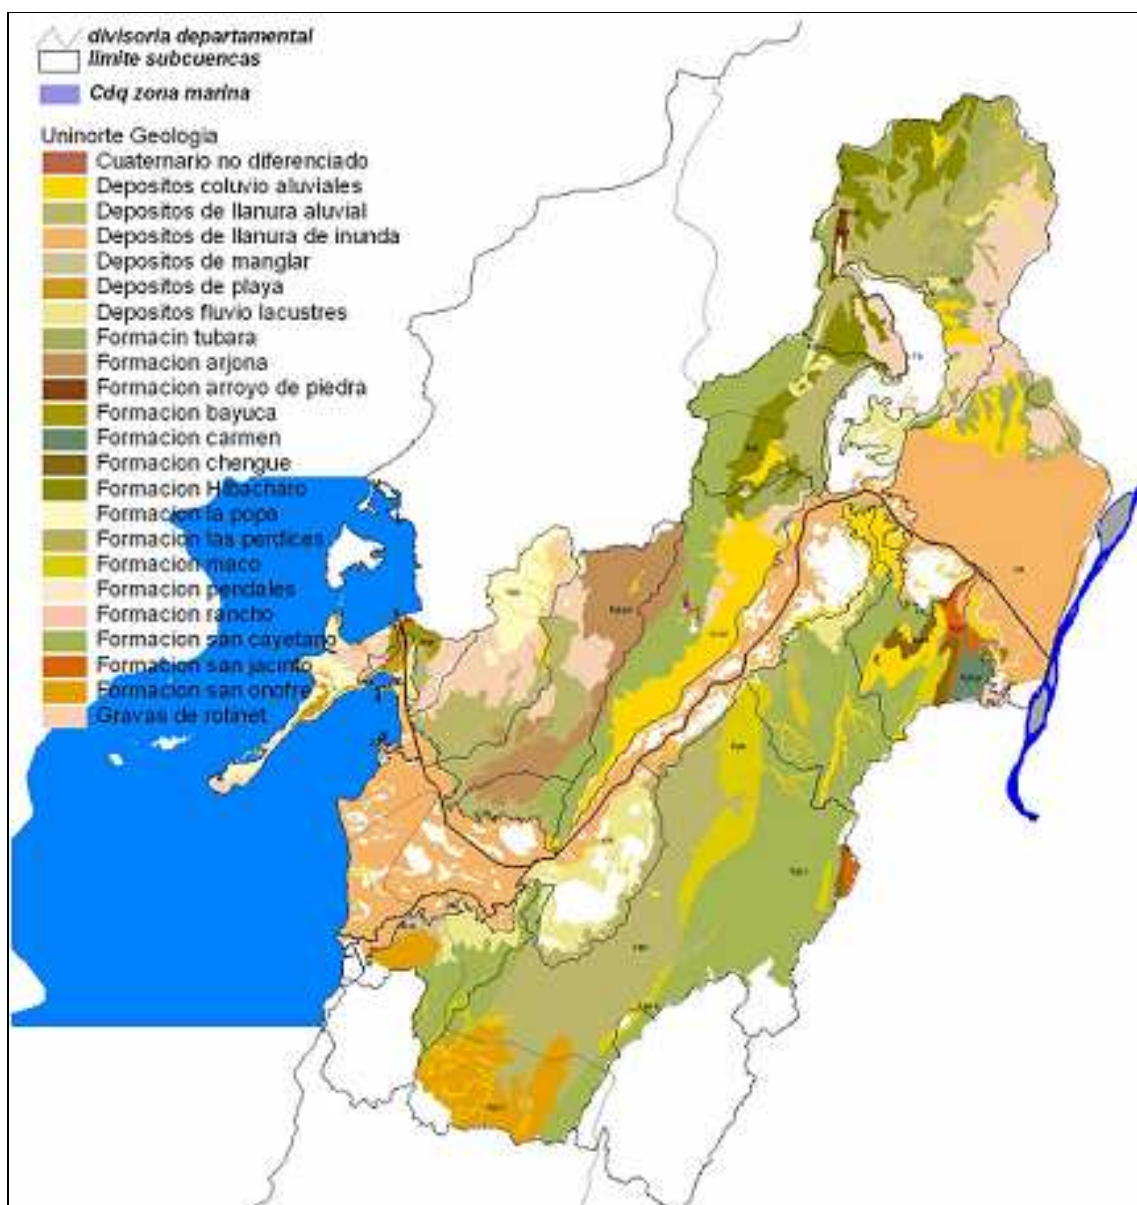 divisoria departamental
limite subcuencas
Cdq zona marina
Uninorte Geologia
Cuaternario no diferenciado
Depositos coluvio aluviales
Depositos de llanura aluvial
Depositos de llanura de inunda
Depositos de manglar
Depositos de playa
Depositos fluvio lacustres
Formacin tubara
Formacion arjona
Formacion arroyo de piedra
Formacion bayuca
Formacion carmen
Formacion chengue
Formacion Hibacharo
Formacion la popa
Formacion las perdices
Formacion maco
Formacion pendales
Formacion rancho
Formacion san cayetano
Formacion san jacinto
Formacion san onofre
Gravas de rotinet